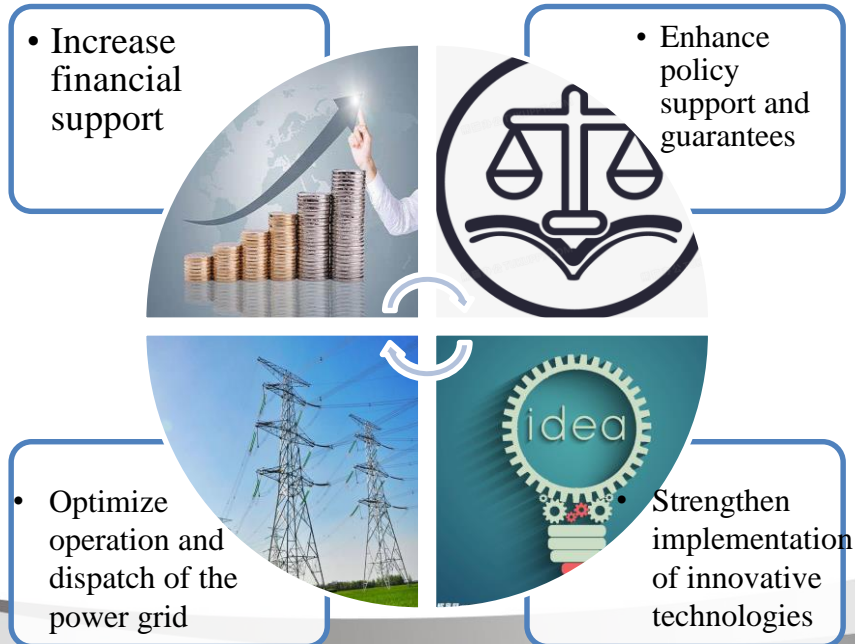 • Increase
financial
support
• Enhance
policy
support and
guarantees
• Optimize
operation and
dispatch of the
power grid
idea
• Strengthen
implementation
of innovative
technologies